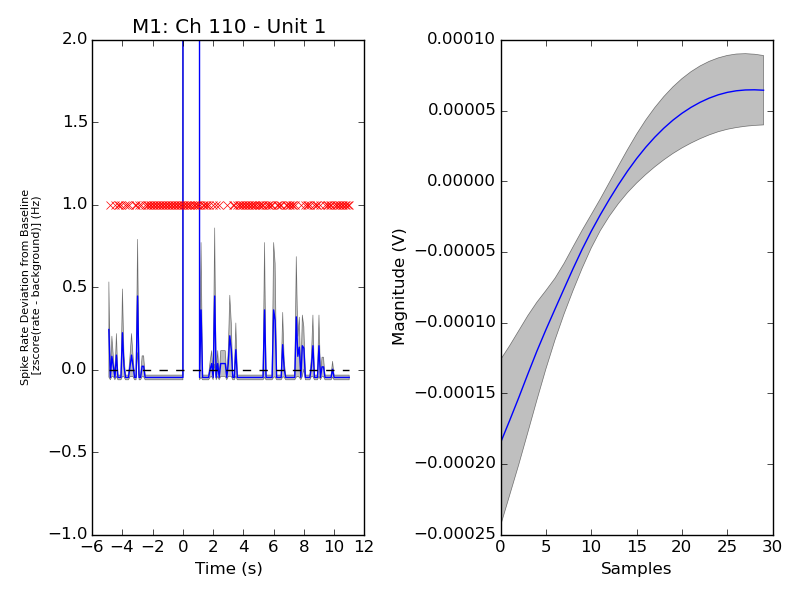 M1: Ch 110 - Unit 1
2.0
1.5
1.0
0.5
0.0
−0.5
−1.0
Spike Rate Deviation from Baseline
[zscore(rate - background)] (Hz)
−6 −4 −2 0 2 4 6 8 10 12
Time (s)
0.00010
0.00005
0.00000
−0.00005
−0.00010
−0.00015
−0.00020
−0.00025
Magnitude (V)
0 5 10 15 20 25 30
Samples